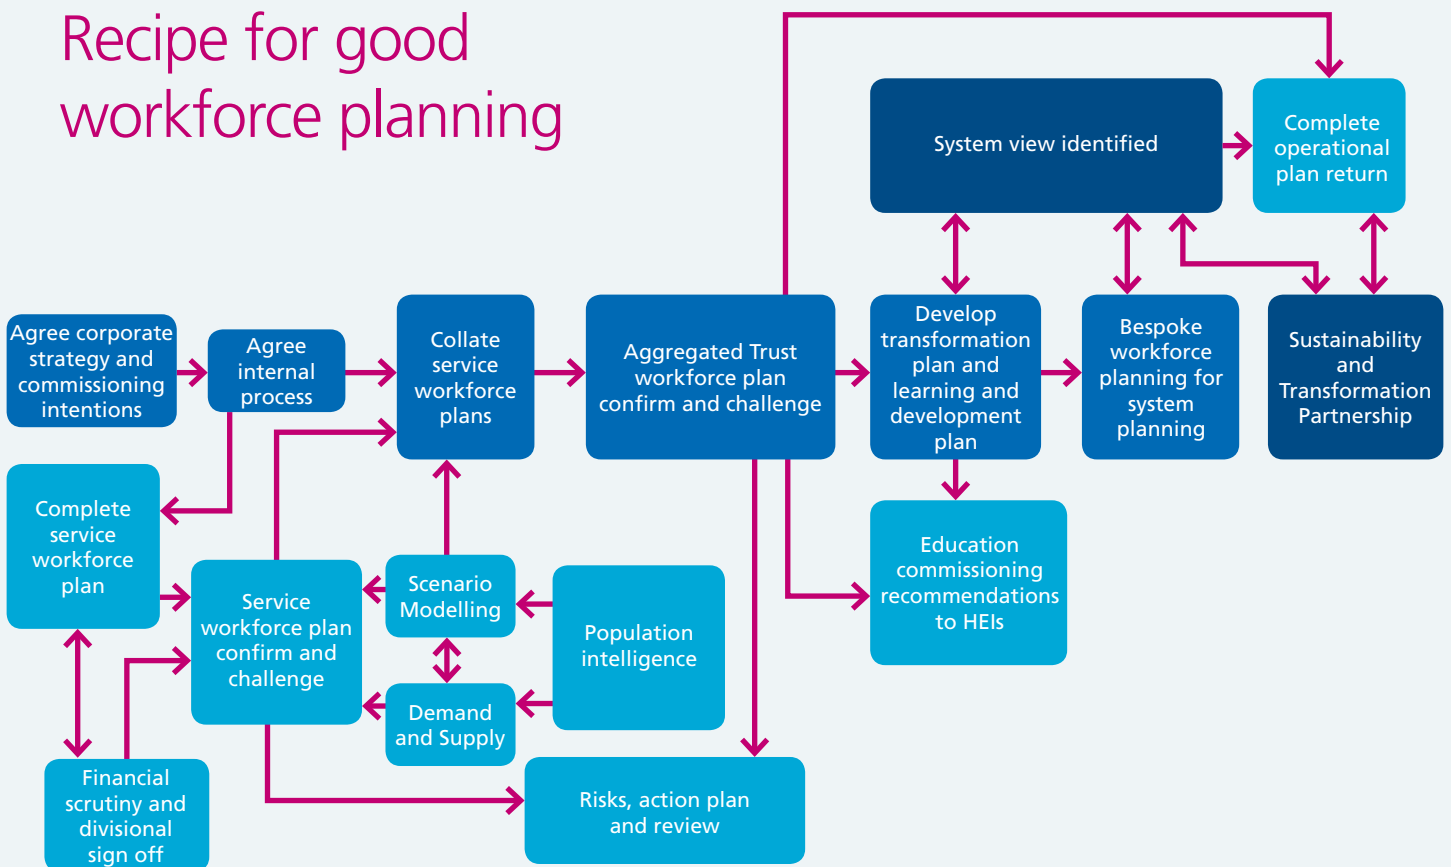 Recipe for good
workforce planning
System view identified
Complete
operational
plan return
Agree corporate
strategy and
commissioning
intentions
Agree
internal
process
Collate
service
workforce
plans
Aggregated Trust
workforce plan
confirm and challenge
Develop
transformation
plan and
learning and
development
plan
Bespoke
workforce
planning for
system
planning
Sustainability
and
Transformation
Partnership
Complete
service
workforce
plan
Service
workforce plan
confirm and
challenge
Scenario
Modelling
Population
intelligence
Education
commissioning
recommendations
to HEIs
Demand
and Supply
Financial
scrutiny and
divisional
sign off
Risks, action plan
and review